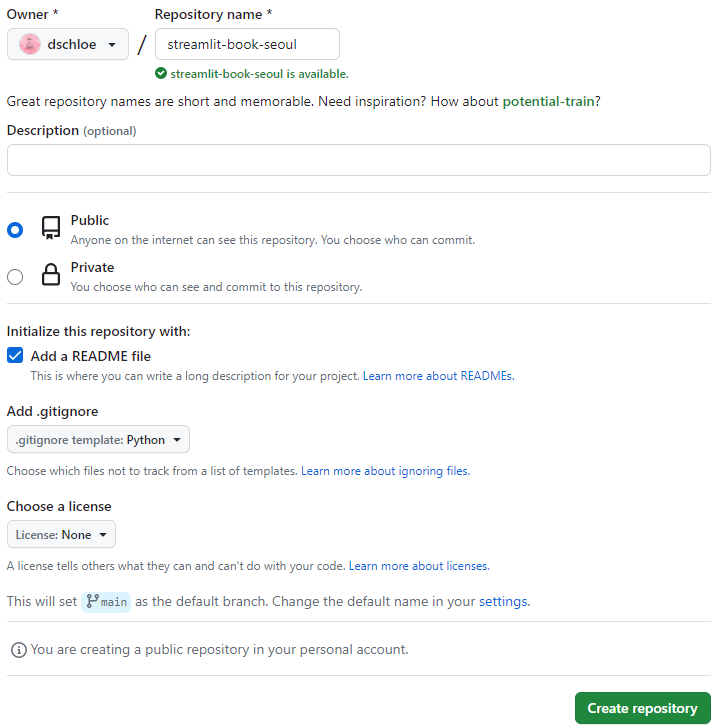 Owner * Repository name *
dschloe / streamlit-book-seoul
streamlit-book-seoul is available.
Great repository names are short and memorable. Need inspiration? How about potential-train?
Description (optional)
Public
Anyone on the internet can see this repository. You choose who can commit.
Private
You choose who can see and commit to this repository.
Initialize this repository with:
Add a README file
This is where you can write a long description for your project. Learn more about READMEs.
Add .gitignore
.gitignore template: Python
Choose which files not to track from a list of templates. Learn more about ignoring files.
Choose a license
License: None
A license tells others what they can and can't do with your code. Learn more about licenses.
This will set main as the default branch. Change the default name in your settings.
You are creating a public repository in your personal account.
Create repository